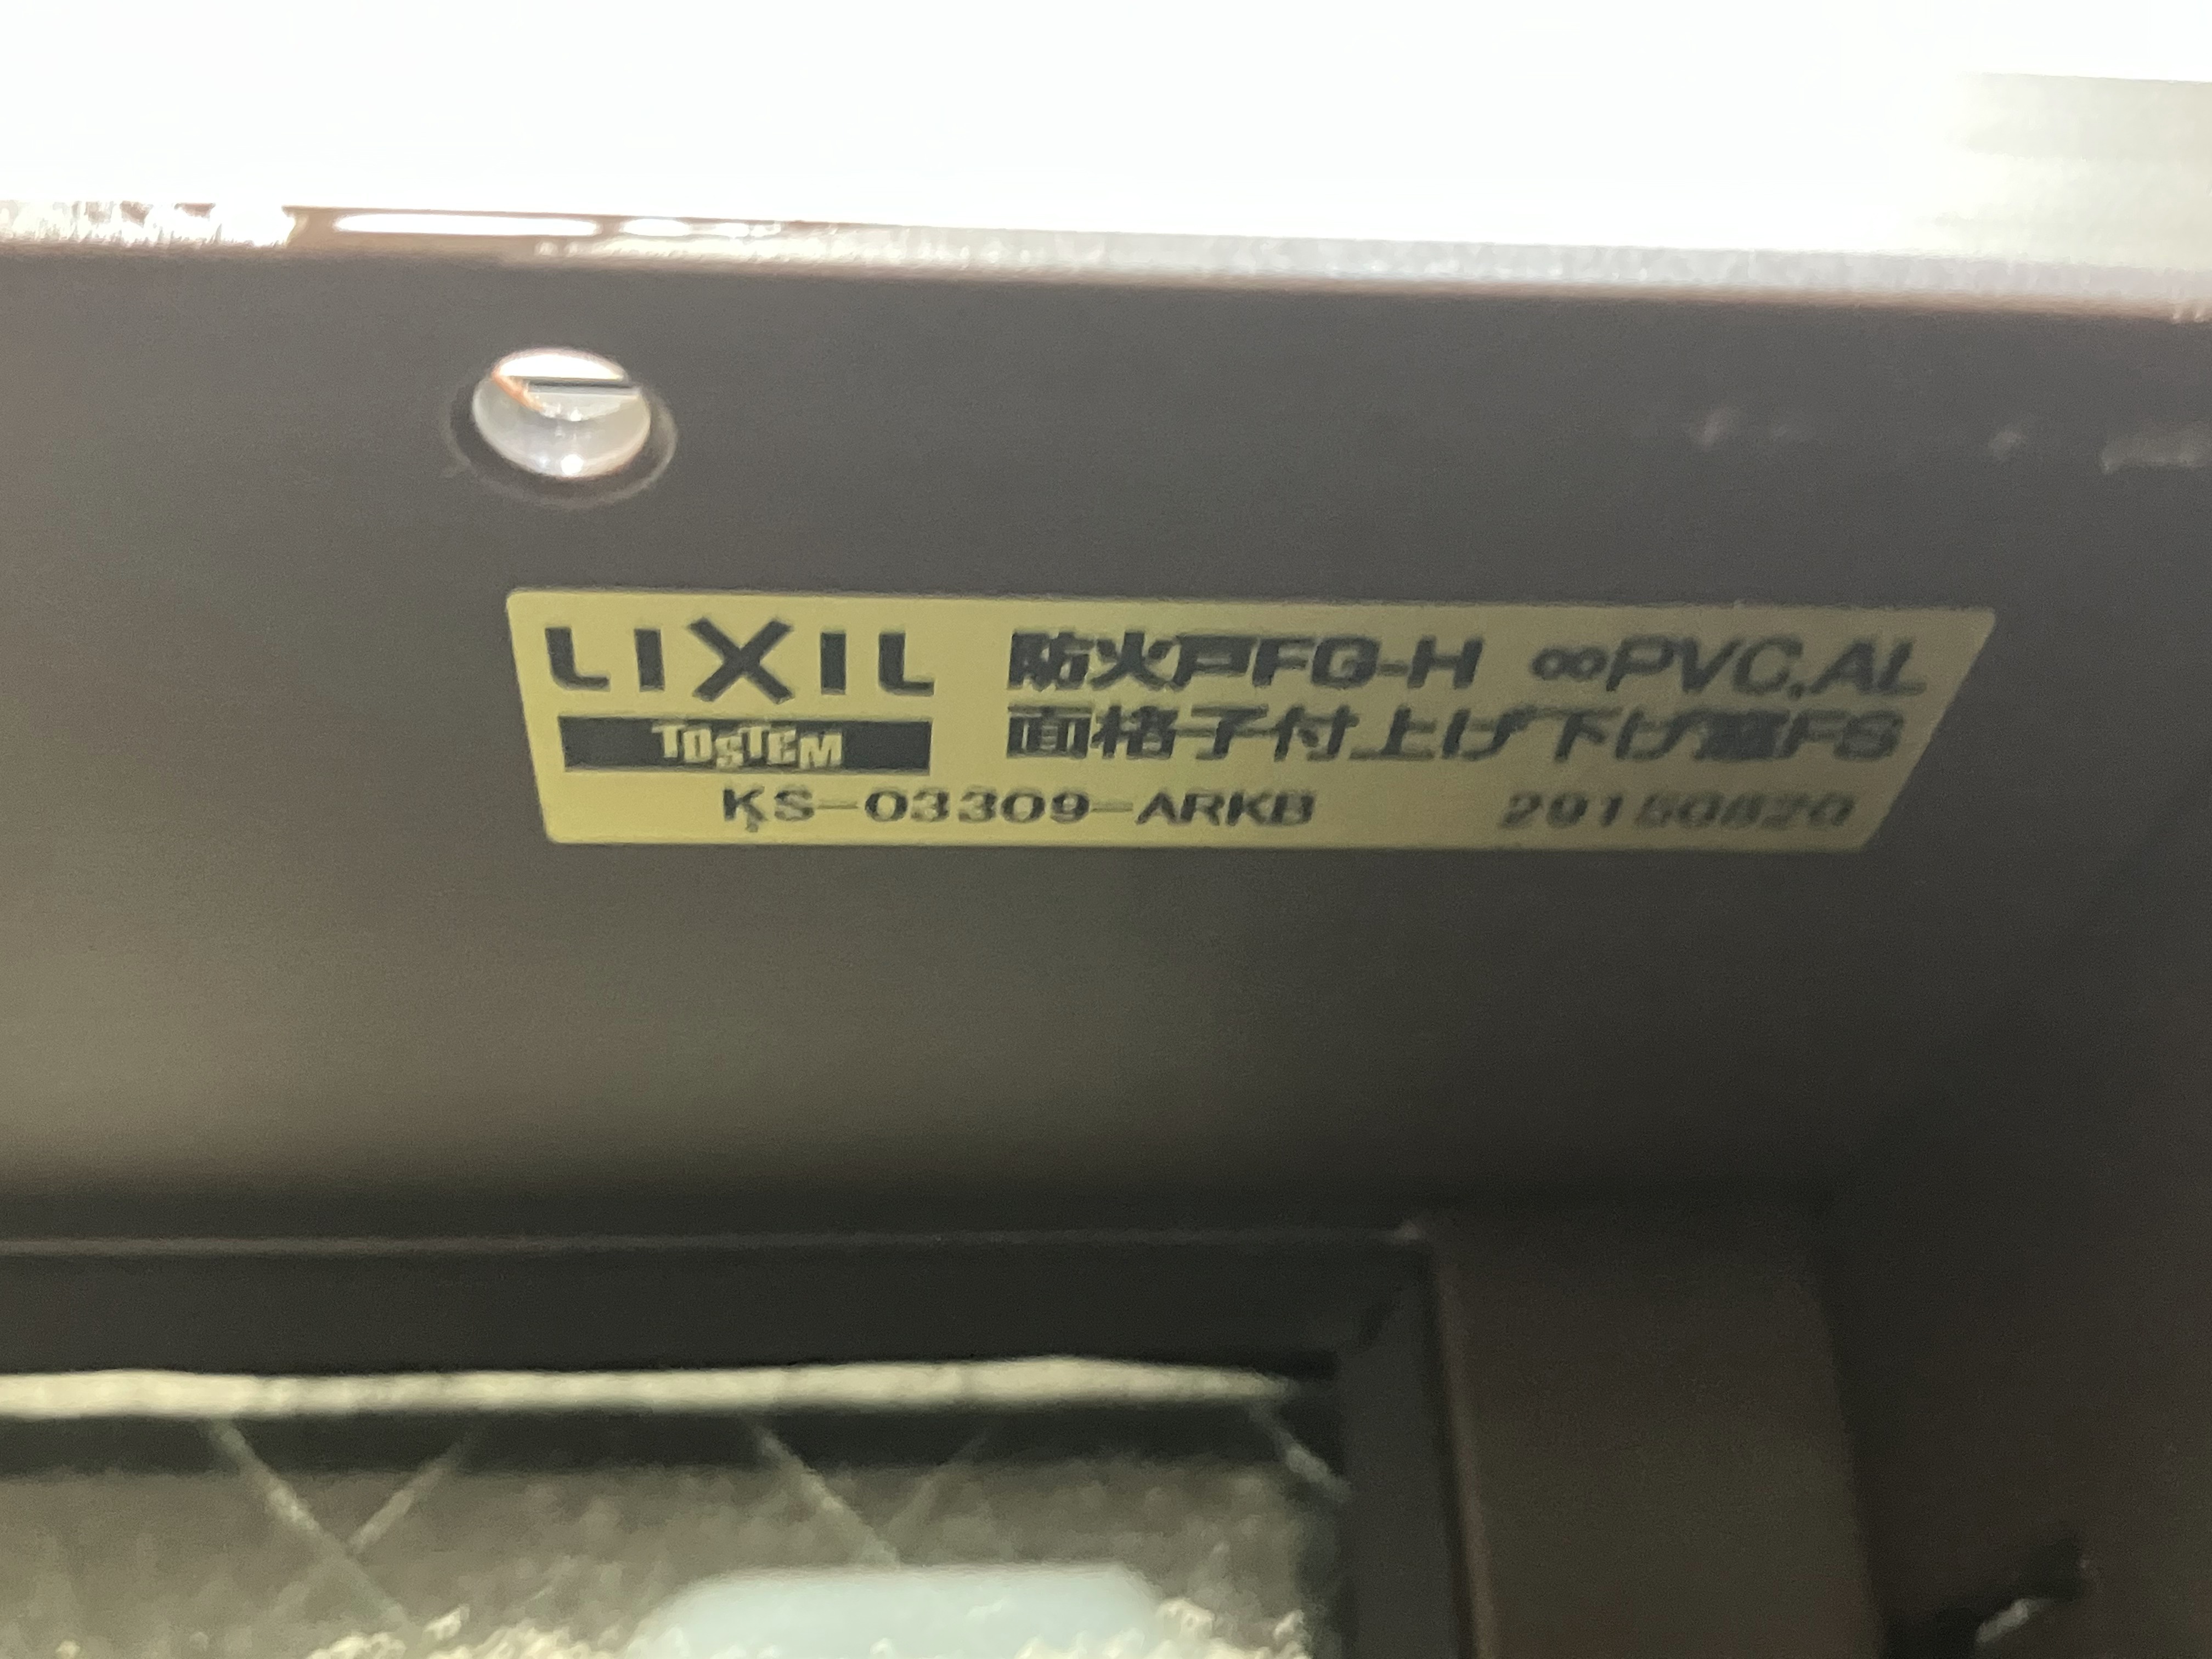 LIXIL 防火戸FG-H ∞PVC,AL
TOSTEM 面格子付上げ下げ窓FS
KS-03309-ARKB 29150820